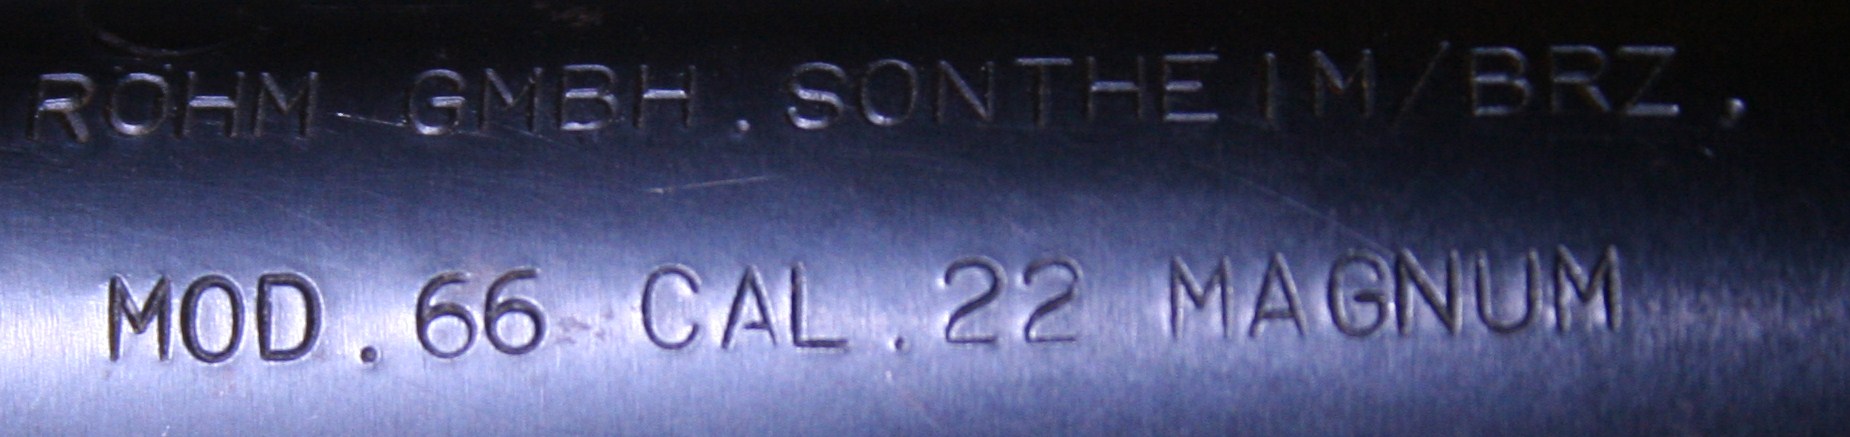 RÖHM GMBH. SONTHEIM/BRZ,
MOD. 66 CAL .22 MAGNUM